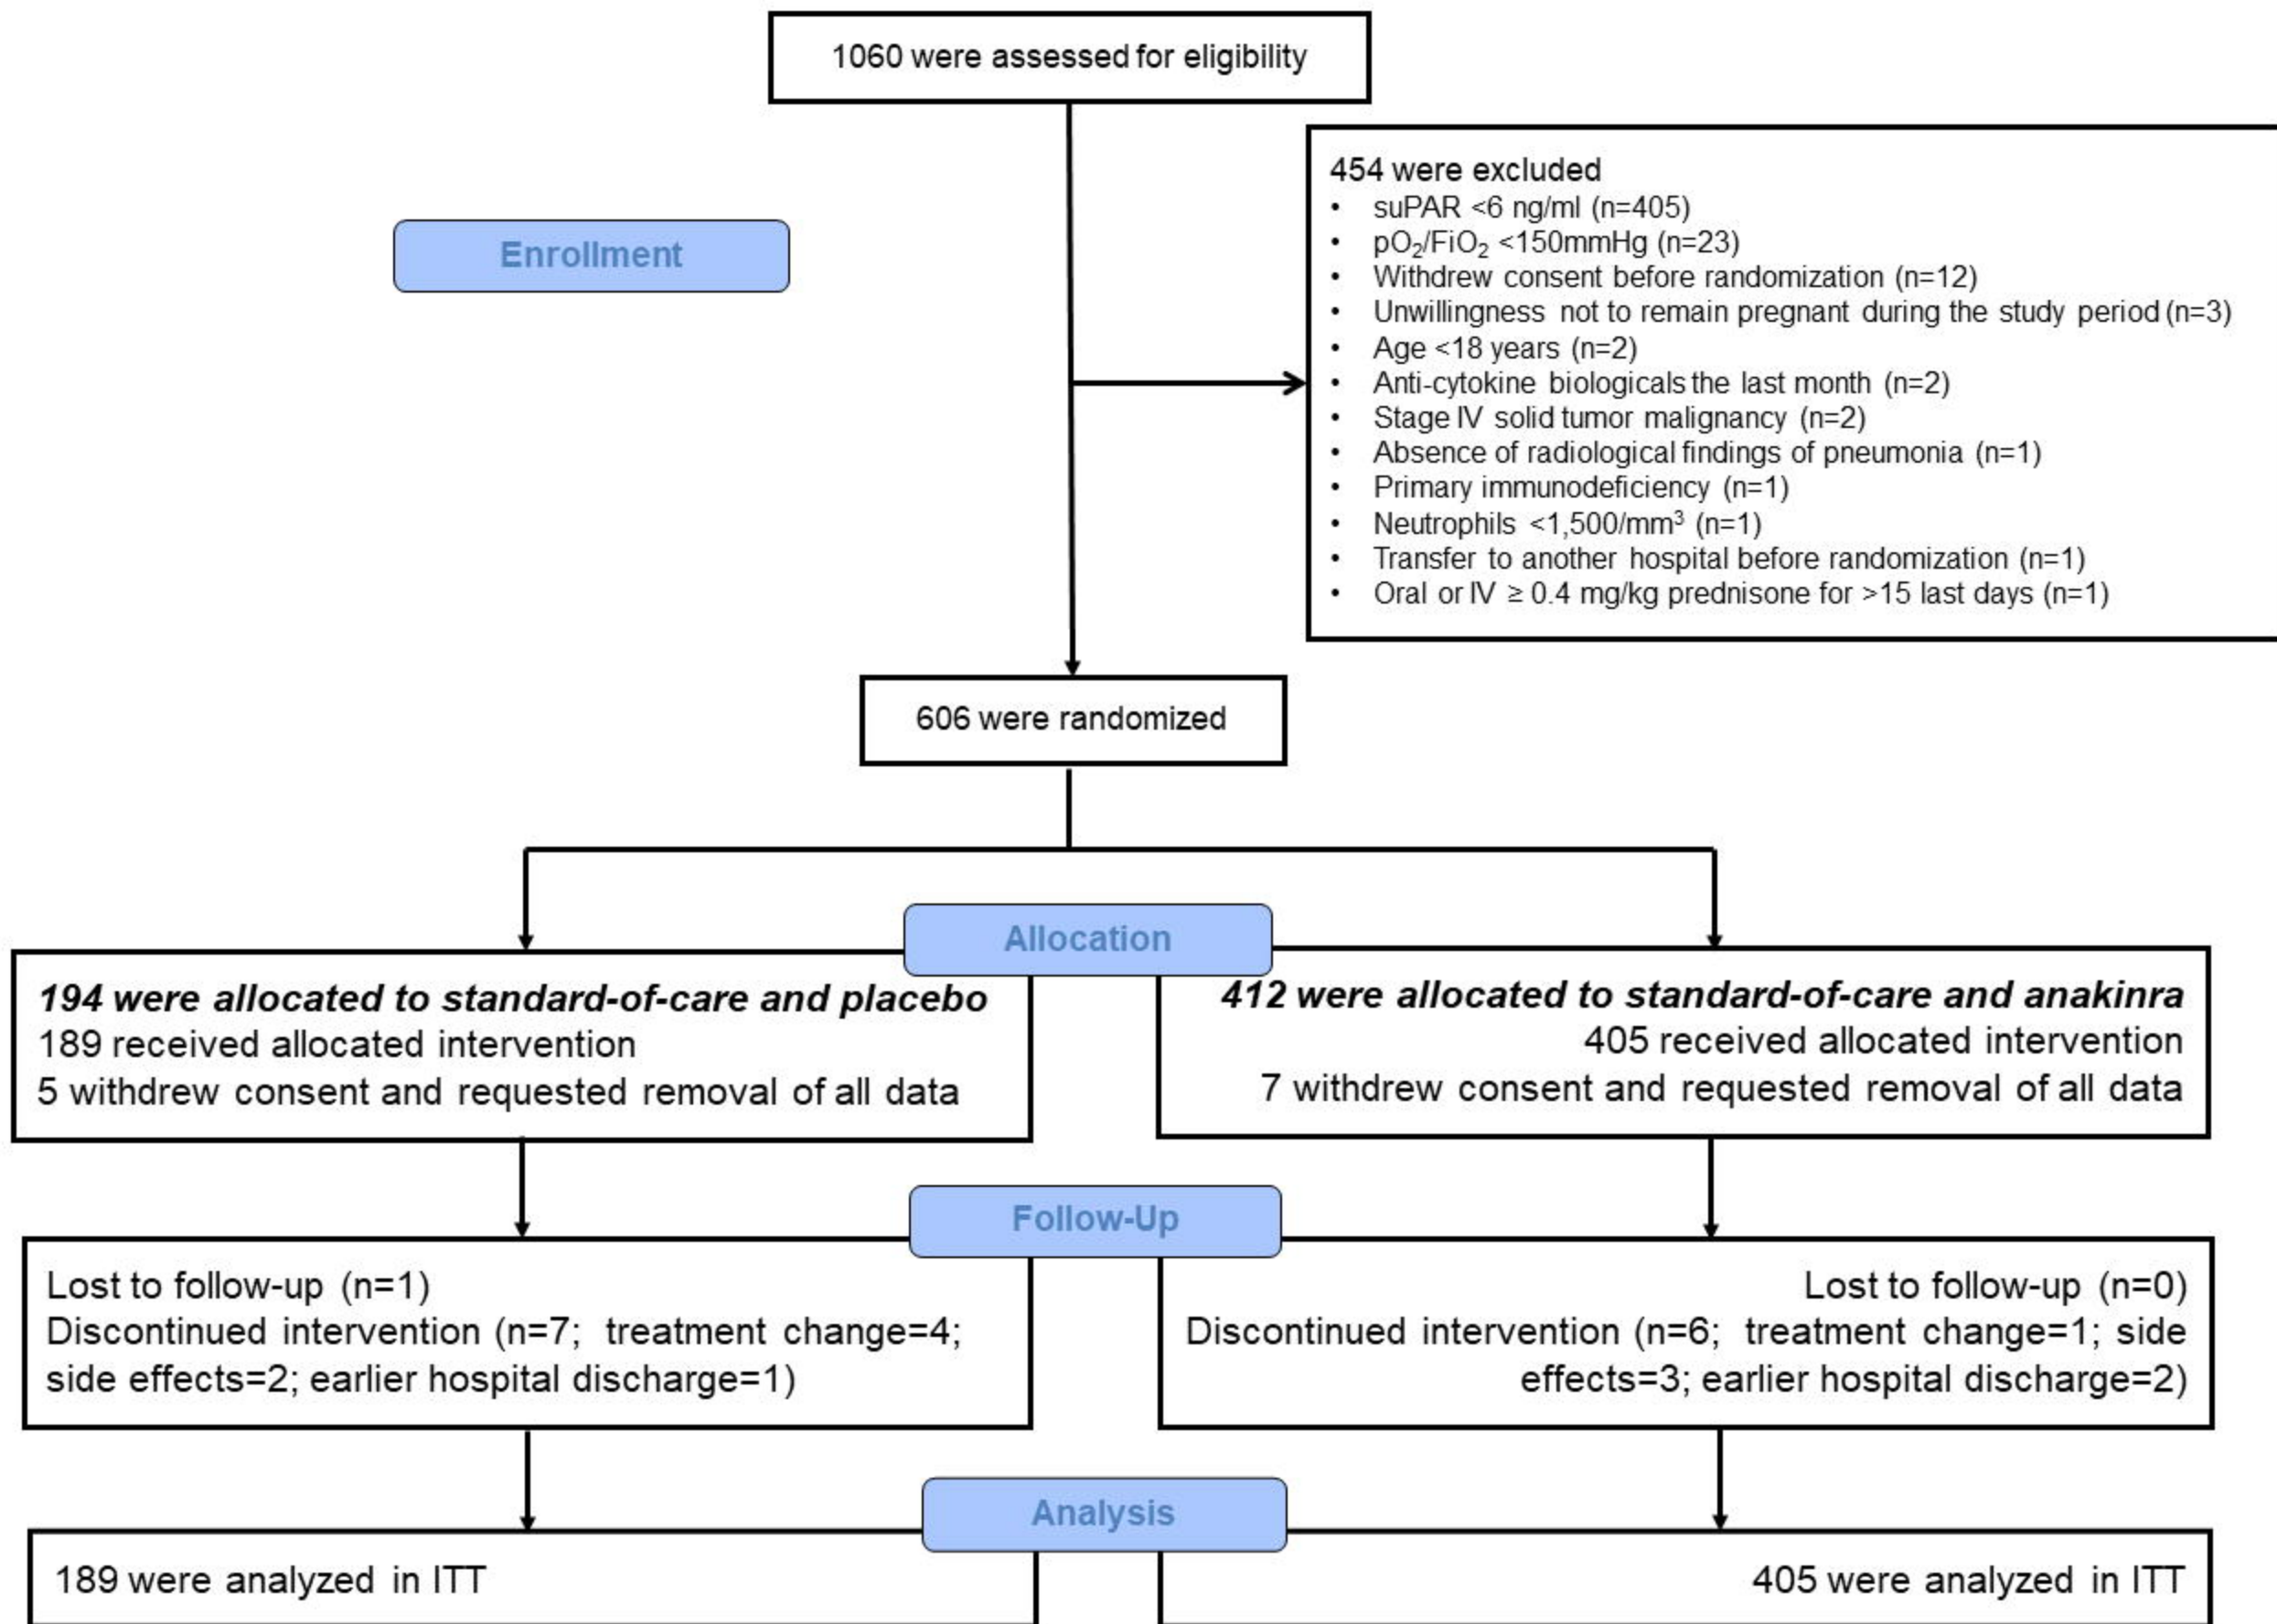 1060 were assessed for eligibility
454 were excluded
• suPAR <6 ng/ml (n=405)
• pO₂/FiO₂ <150mmHg (n=23)
• Withdrew consent before randomization (n=12)
• Unwillingness not to remain pregnant during the study period (n=3)
• Age <18 years (n=2)
• Anti-cytokine biologicals the last month (n=2)
• Stage IV solid tumor malignancy (n=2)
• Absence of radiological findings of pneumonia (n=1)
• Primary immunodeficiency (n=1)
• Neutrophils <1,500/mm³ (n=1)
• Transfer to another hospital before randomization (n=1)
• Oral or IV ≥ 0.4 mg/kg prednisone for >15 last days (n=1)
Enrollment
606 were randomized
Allocation
194 were allocated to standard-of-care and placebo
189 received allocated intervention
5 withdrew consent and requested removal of all data
412 were allocated to standard-of-care and anakinra
405 received allocated intervention
7 withdrew consent and requested removal of all data
Follow-Up
Lost to follow-up (n=1)
Discontinued intervention (n=7; treatment change=4;
side effects=2; earlier hospital discharge=1)
Lost to follow-up (n=0)
Discontinued intervention (n=6; treatment change=1; side
effects=3; earlier hospital discharge=2)
Analysis
189 were analyzed in ITT
405 were analyzed in ITT